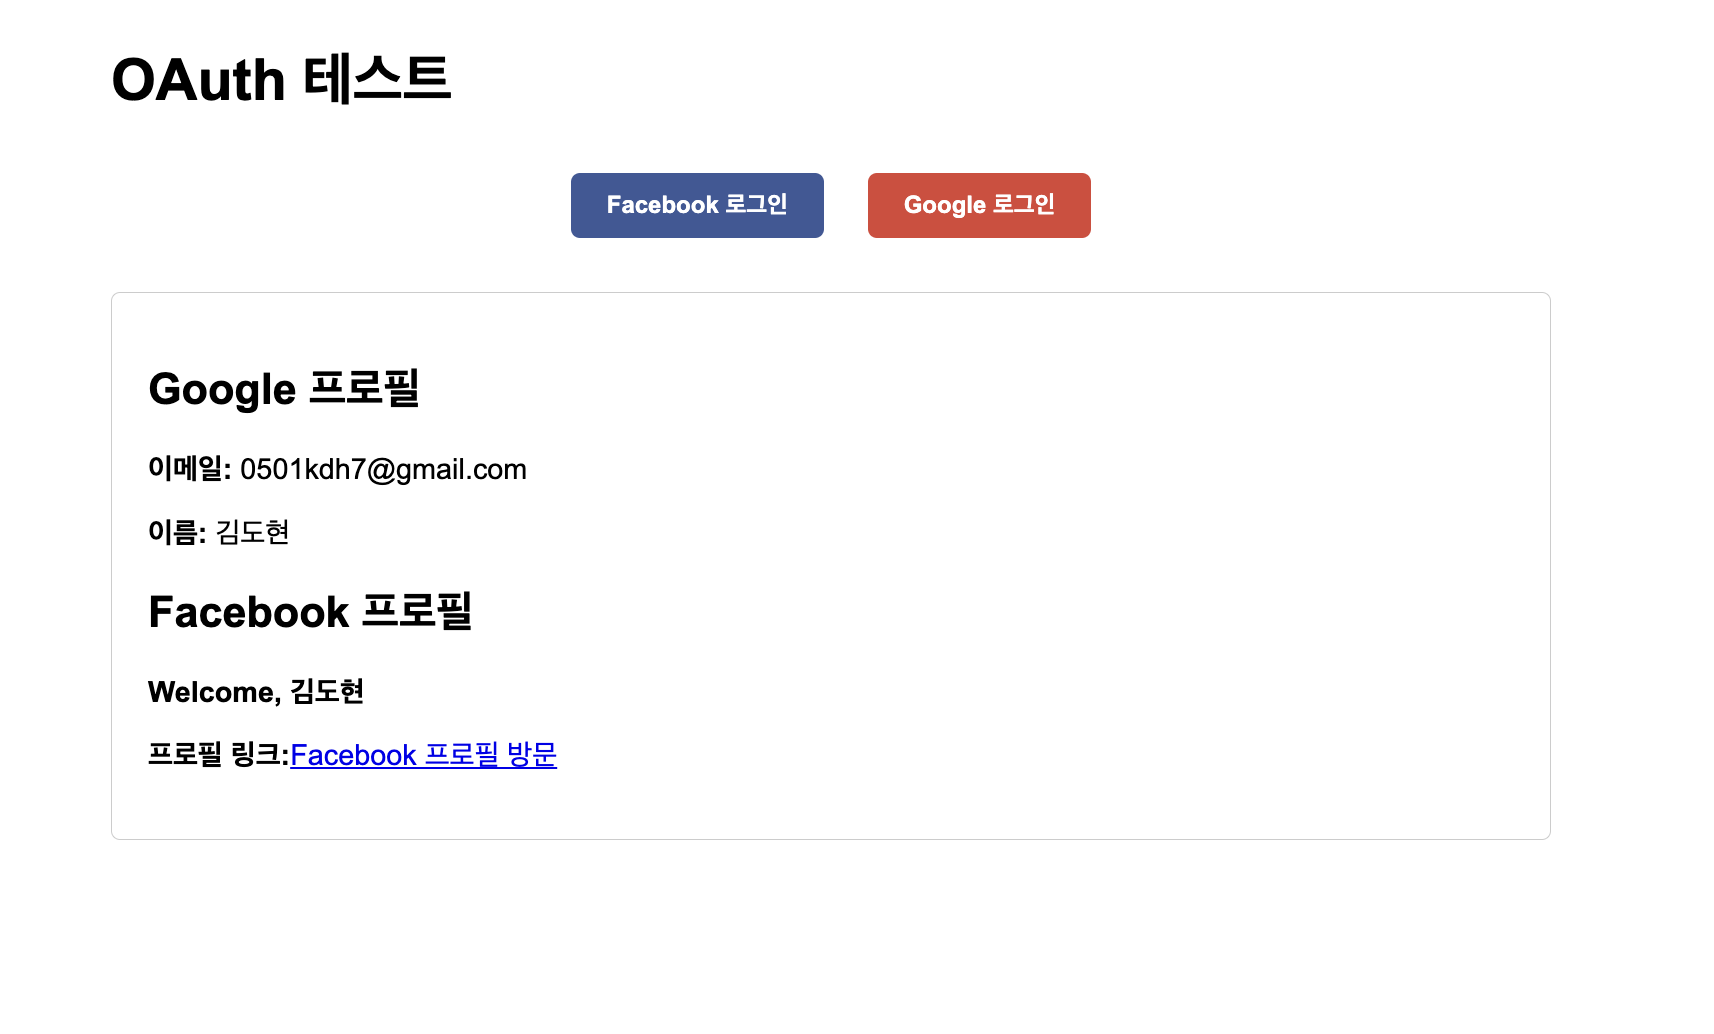 OAuth 테스트
Facebook 로그인
Google 로그인
Google 프로필
이메일: 0501kdh7@gmail.com
이름: 김도현
Facebook 프로필
Welcome, 김도현
프로필 링크:Facebook 프로필 방문